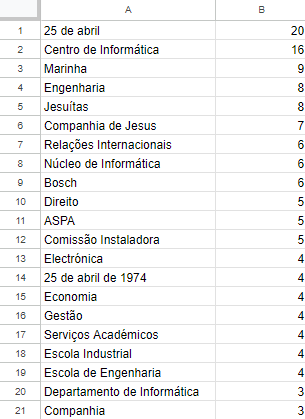 A B
1 25 de abril 20
2 Centro de Informática 16
3 Marinha 9
4 Engenharia 8
5 Jesuítas 8
6 Companhia de Jesus 7
7 Relações Internacionais 6
8 Núcleo de Informática 6
9 Bosch 6
10 Direito 5
11 ASPA 5
12 Comissão Instaladora 5
13 Electrónica 4
14 25 de abril de 1974 4
15 Economia 4
16 Gestão 4
17 Serviços Académicos 4
18 Escola Industrial 4
19 Escola de Engenharia 4
20 Departamento de Informática 3
21 Companhia 3